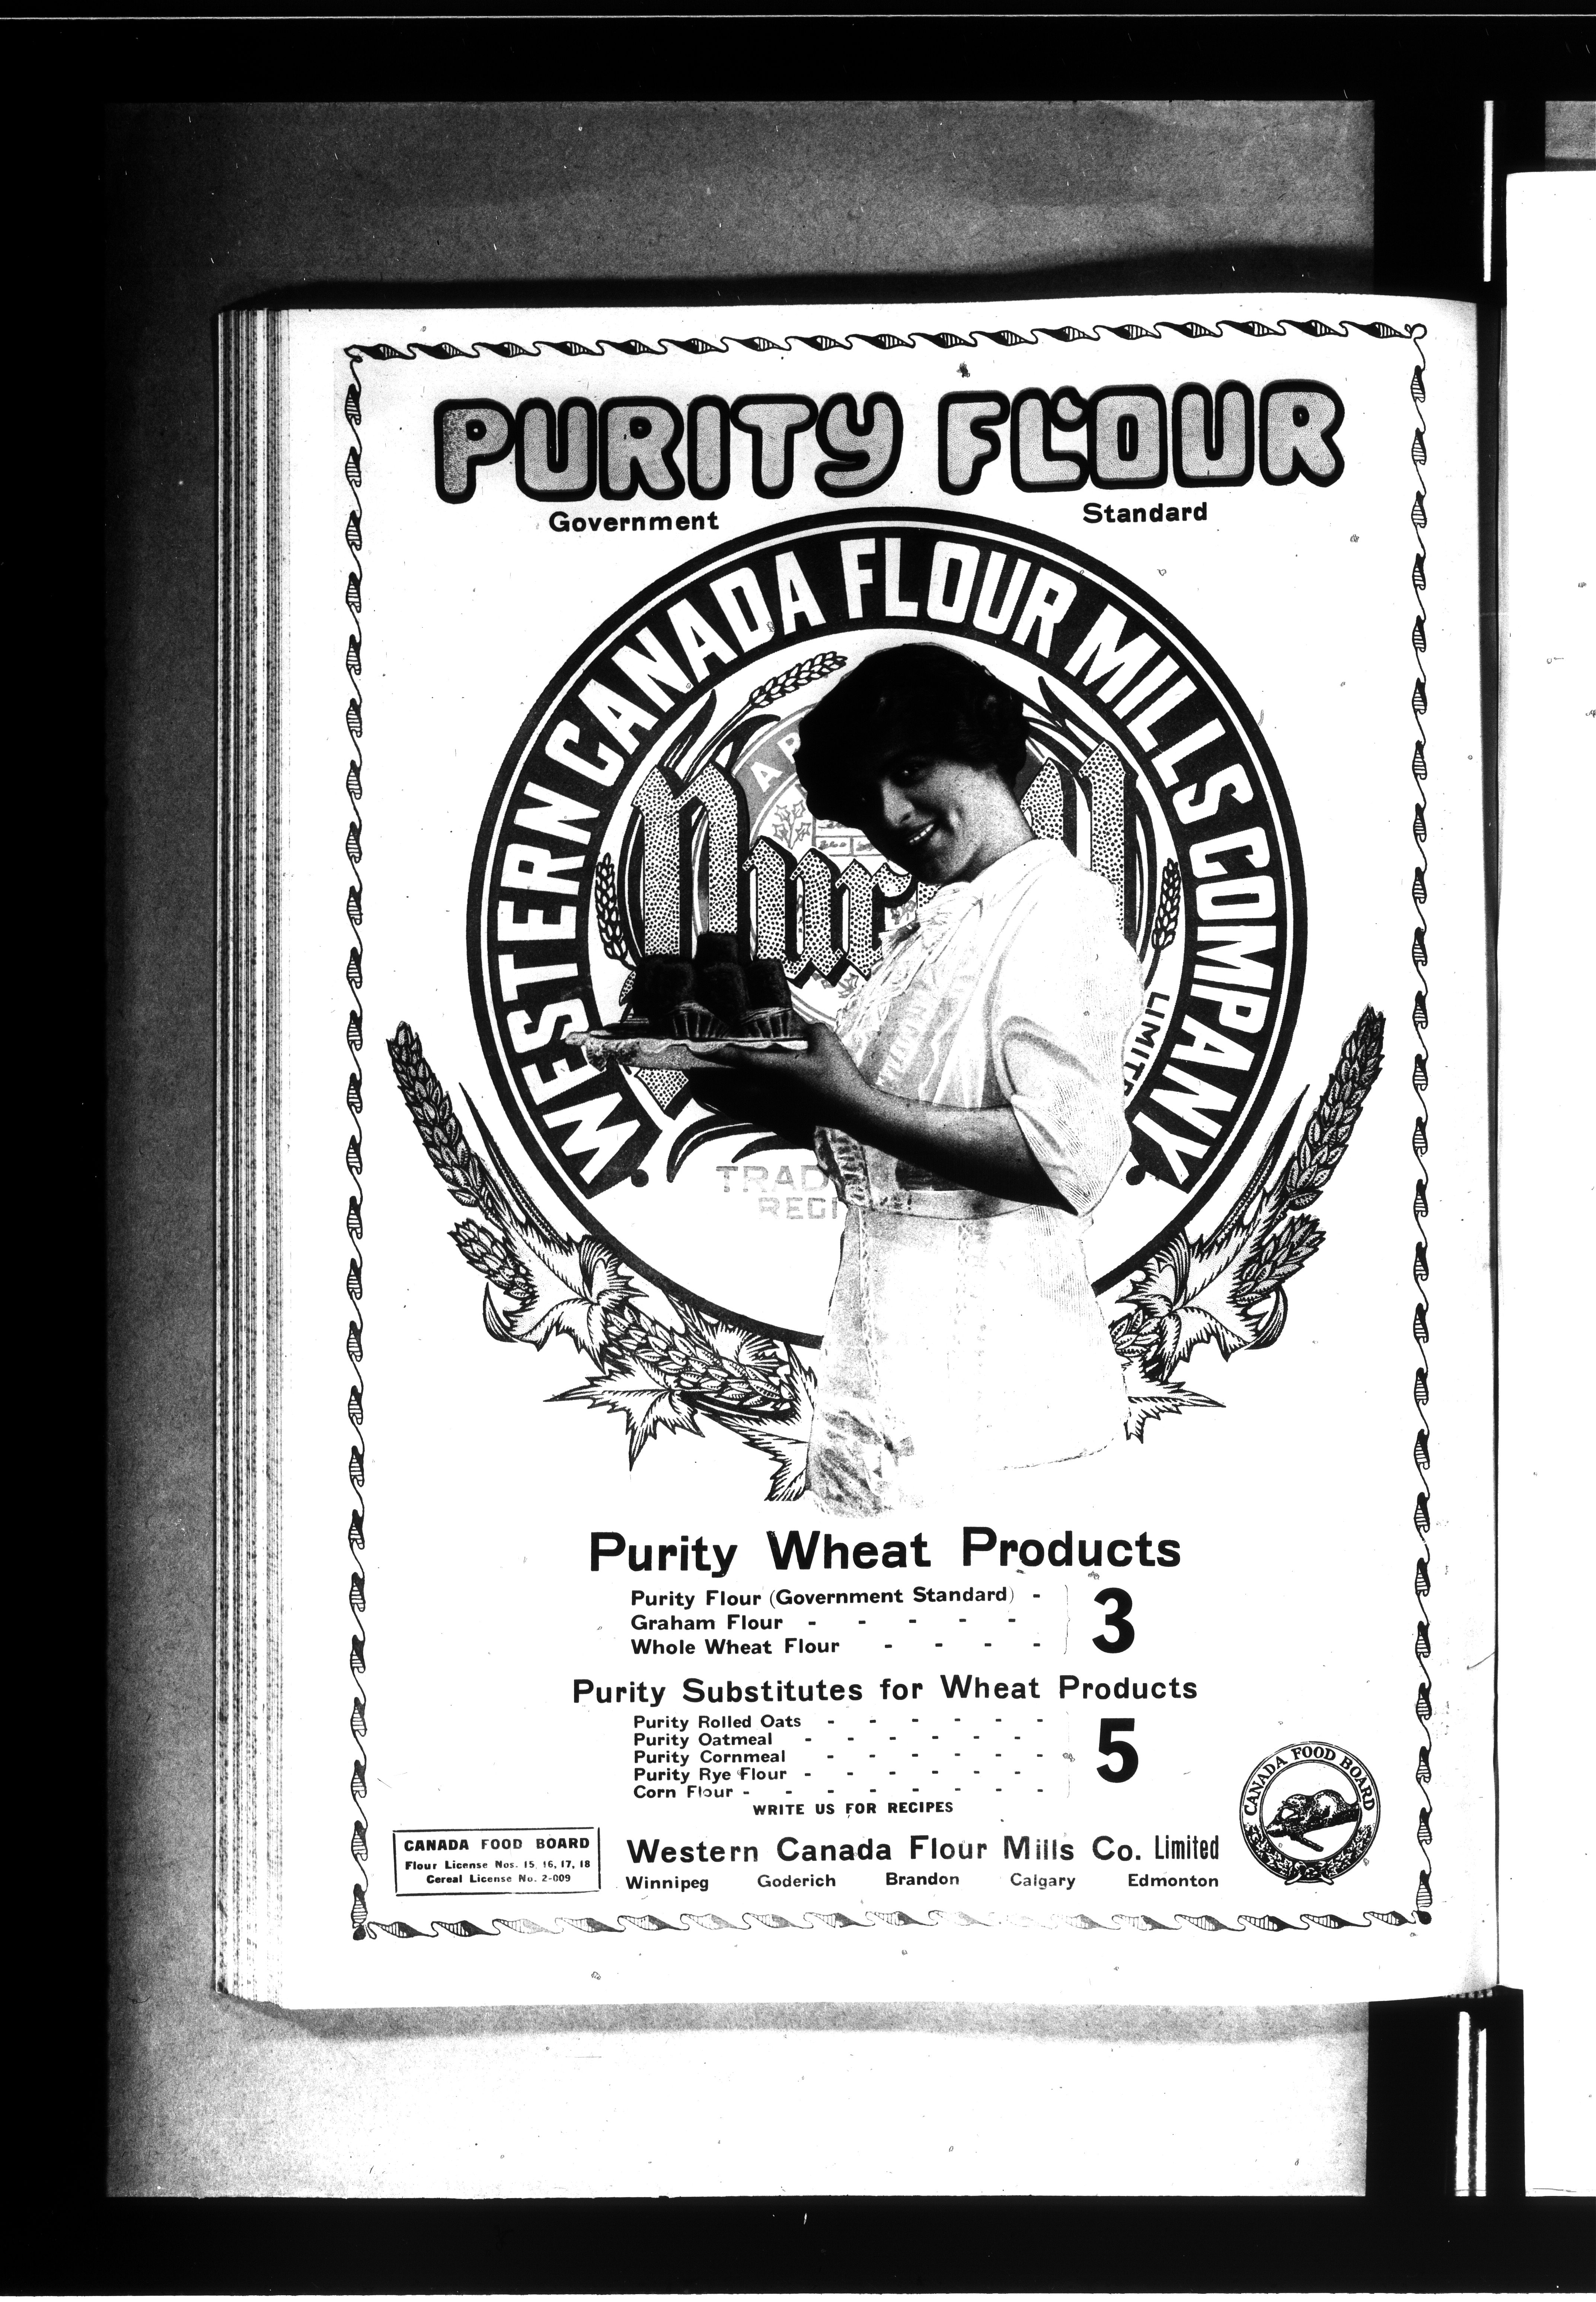 PURITY FLOUR
Government Standard
WESTERN CANADA FLOUR MILLS COMPANY
LIMITE
TRAD
REGI
Purity Wheat Products
Purity Flour (Government Standard) -
Graham Flour - - - - -
Whole Wheat Flour - - - -
3
Purity Substitutes for Wheat Products
Purity Rolled Oats - - - - - -
Purity Oatmeal - - - - - -
Purity Cornmeal - - - - - -
Purity Rye Flour - - - - - -
Corn Flour - - - - - - - -
5
WRITE US FOR RECIPES
CANADA FOOD BOARD
Flour License Nos. 15, 16, 17, 18
Cereal License No. 2-009
Western Canada Flour Mills Co. Limited
Winnipeg Goderich Brandon Calgary Edmonton
CANADA FOOD BOARD